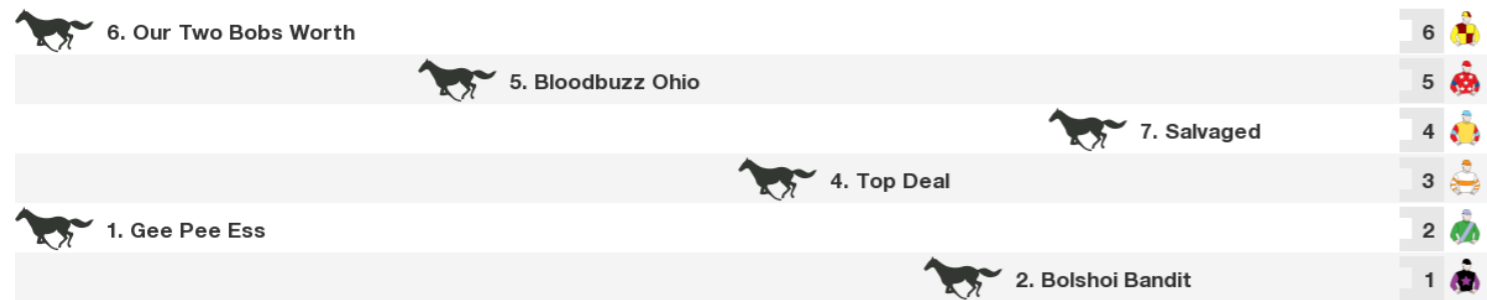 6. Our Two Bobs Worth 6
5. Bloodbuzz Ohio 5
7. Salvaged 4
4. Top Deal 3
1. Gee Pee Ess 2
2. Bolshoi Bandit 1